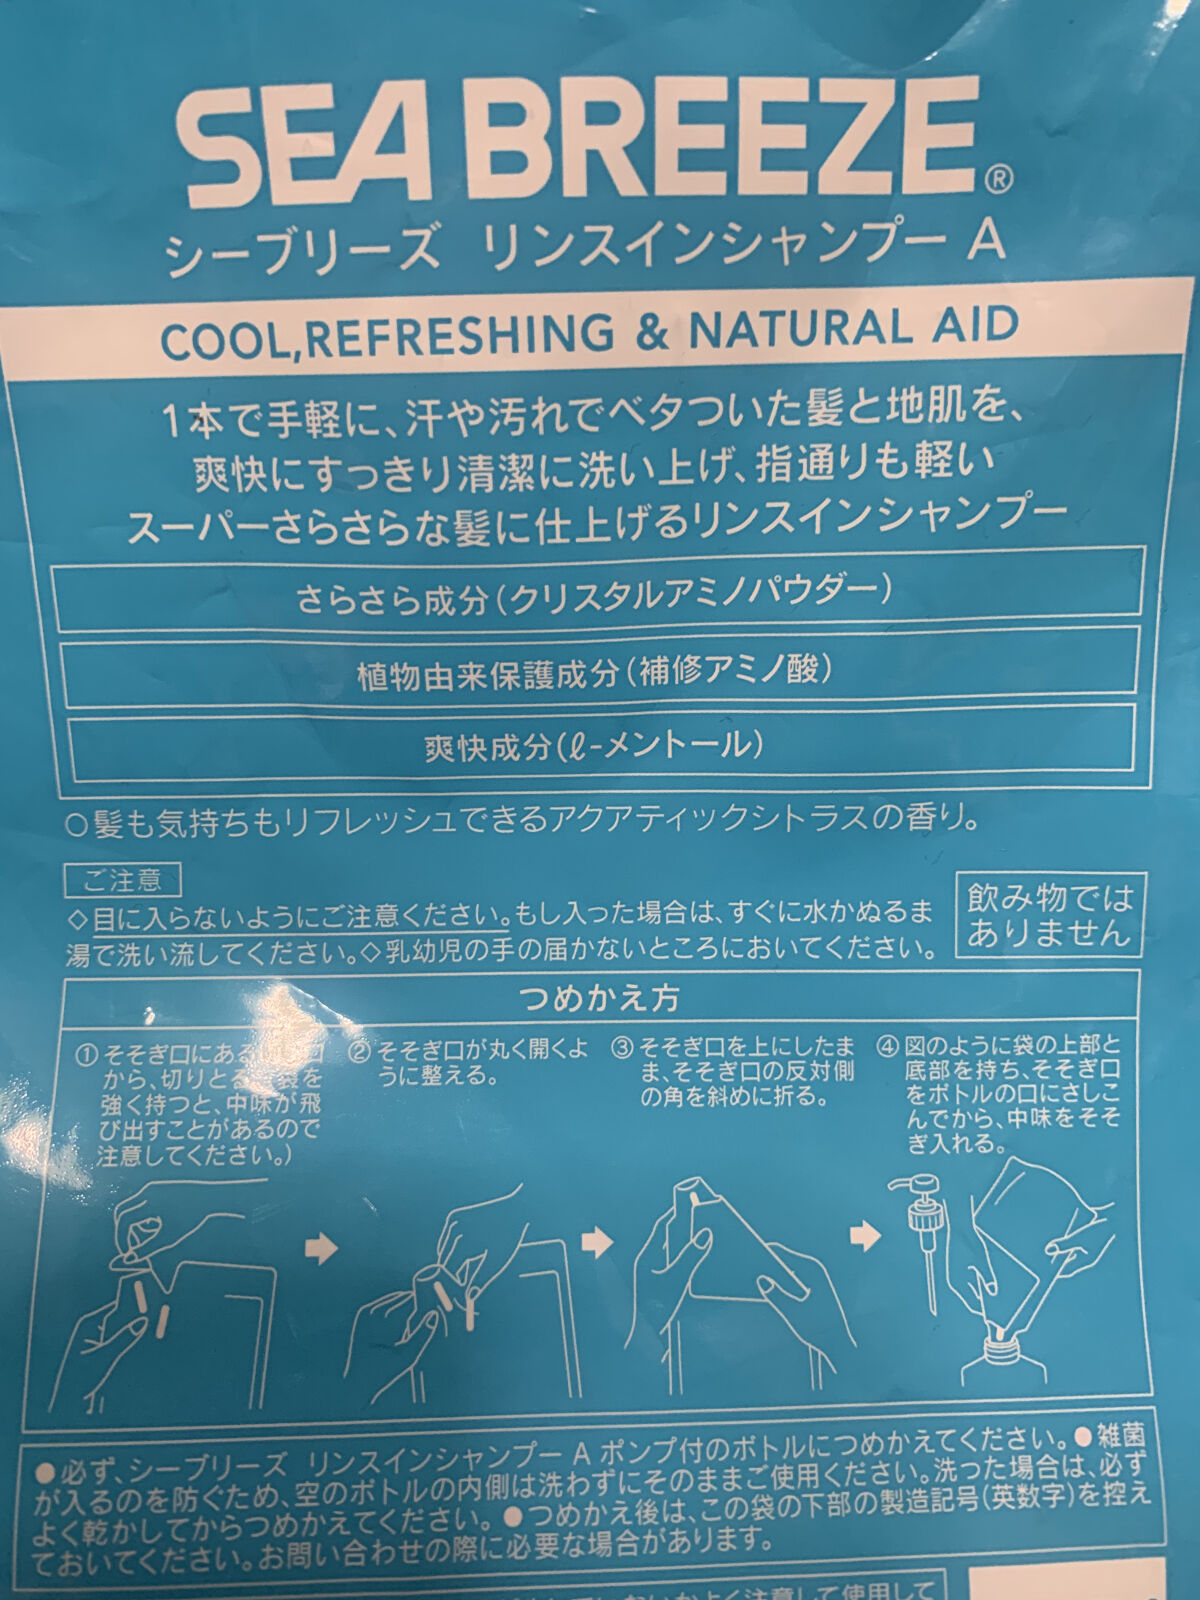 SEA BREEZE®
シーブリーズ リンスインシャンプー A
COOL,REFRESHING & NATURAL AID
1本で手軽に、汗や汚れでベタついた髪と地肌を、
爽快にすっきり清潔に洗い上げ、指通りも軽い
スーパーさらさらな髪に仕上げるリンスインシャンプー
さらさら成分(クリスタルアミノパウダー)
植物由来保護成分(補修アミノ酸)
爽快成分(ℓ-メントール)
○髪も気持ちもリフレッシュできるアクアティックシトラスの香り。
ご注意
◇目に入らないようにご注意ください。もし入った場合は、すぐに水かぬるま
湯で洗い流してください。◇乳幼児の手の届かないところにおいてください。
飲み物では
ありません
つめかえ方
① そそぎ口にある
から、切りとる 袋を
強く持つと、中味が飛
び出すことがあるので
注意してください。)
② そそぎ口が丸く開くよ
うに整える。
③ そそぎ口を上にしたま
ま、そそぎ口の反対側
の角を斜めに折る。
④ 図のように袋の上部と
底部を持ち、そそぎ口
をボトルの口にさしこ
んでから、中味をそそ
ぎ入れる。
●必ず、シーブリーズ リンスインシャンプー A ポンプ付のボトルにつめかえてください。●雑菌
が入るのを防ぐため、空のボトルの内側は洗わずにそのままご使用ください。洗った場合は、必ず
よく乾かしてからつめかえてください。●つめかえ後は、この袋の下部の製造記号(英数字)を控え
ておいてください。お問い合わせの際に必要な場合があります。
よく注意して使用して